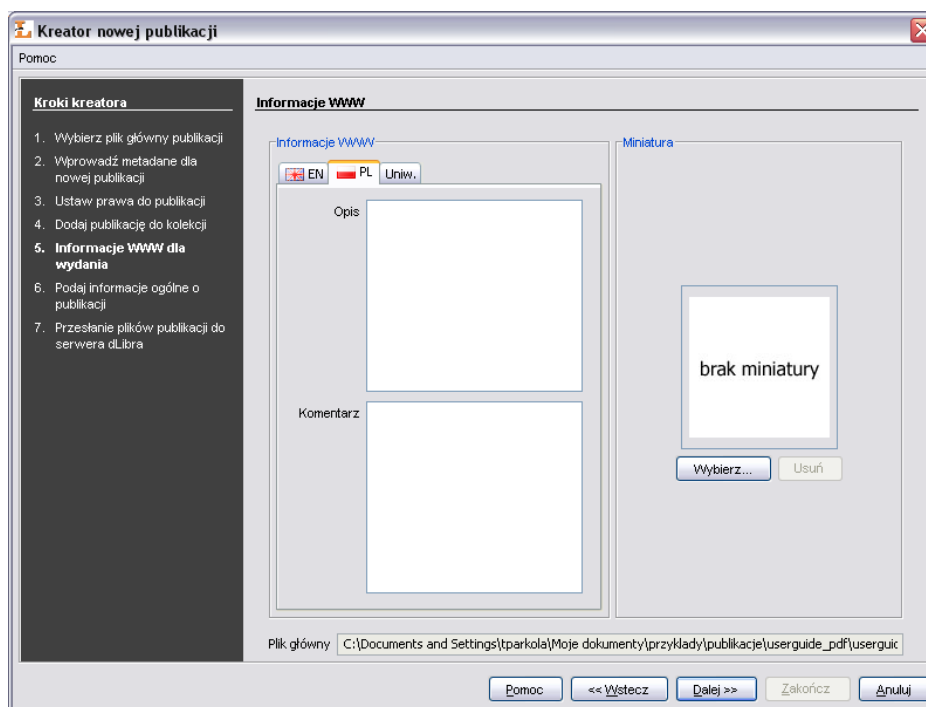 Kreator nowej publikacji
Pomoc
Kroki kreatora
1. Wybierz plik główny publikacji
2. Wprowadź metadane dla
nowej publikacji
3. Ustaw prawa do publikacji
4. Dodaj publikację do kolekcji
5. Informacje WWW dla
wydania
6. Podaj informacje ogólne o
publikacji
7. Przesłanie plików publikacji do
serwera dLibra
Informacje WWW
Informacje WWW
EN PL Uniw.
Opis
Komentarz
Miniatura
brak miniatury
Wybierz... Usuń
Plik główny C:\Documents and Settings\tparkola\Moje dokumenty\przyklady\publikacje\userguide_pdf\userguic
Pomoc << Wstecz Dalej >> Zakończ Anuluj